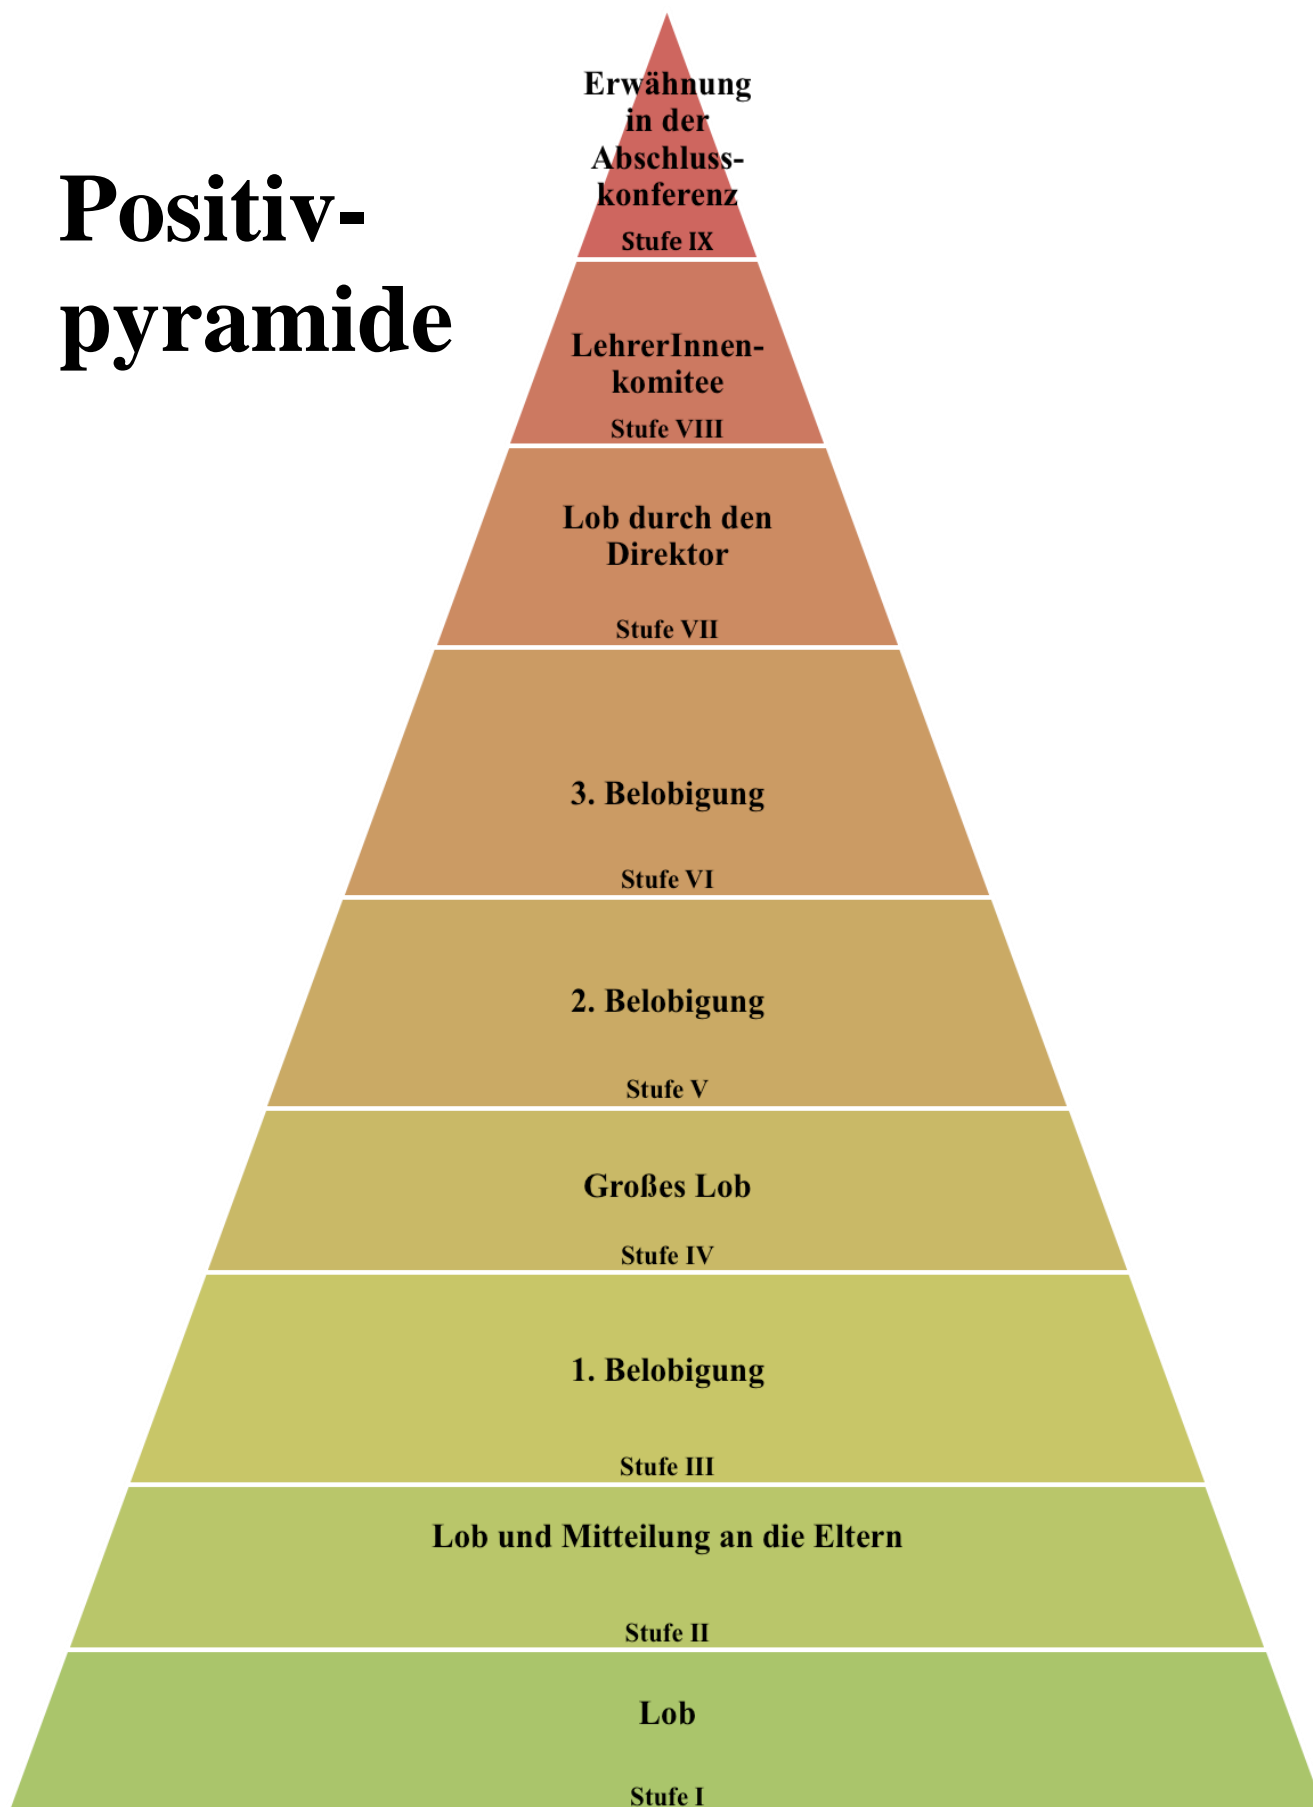 Positiv-
pyramide
Erwähnung
in der
Abschluss-
konferenz
Stufe IX
LehrerInnen-
komitee
Stufe VIII
Lob durch den
Direktor
Stufe VII
3. Belobigung
Stufe VI
2. Belobigung
Stufe V
Großes Lob
Stufe IV
1. Belobigung
Stufe III
Lob und Mitteilung an die Eltern
Stufe II
Lob
Stufe I